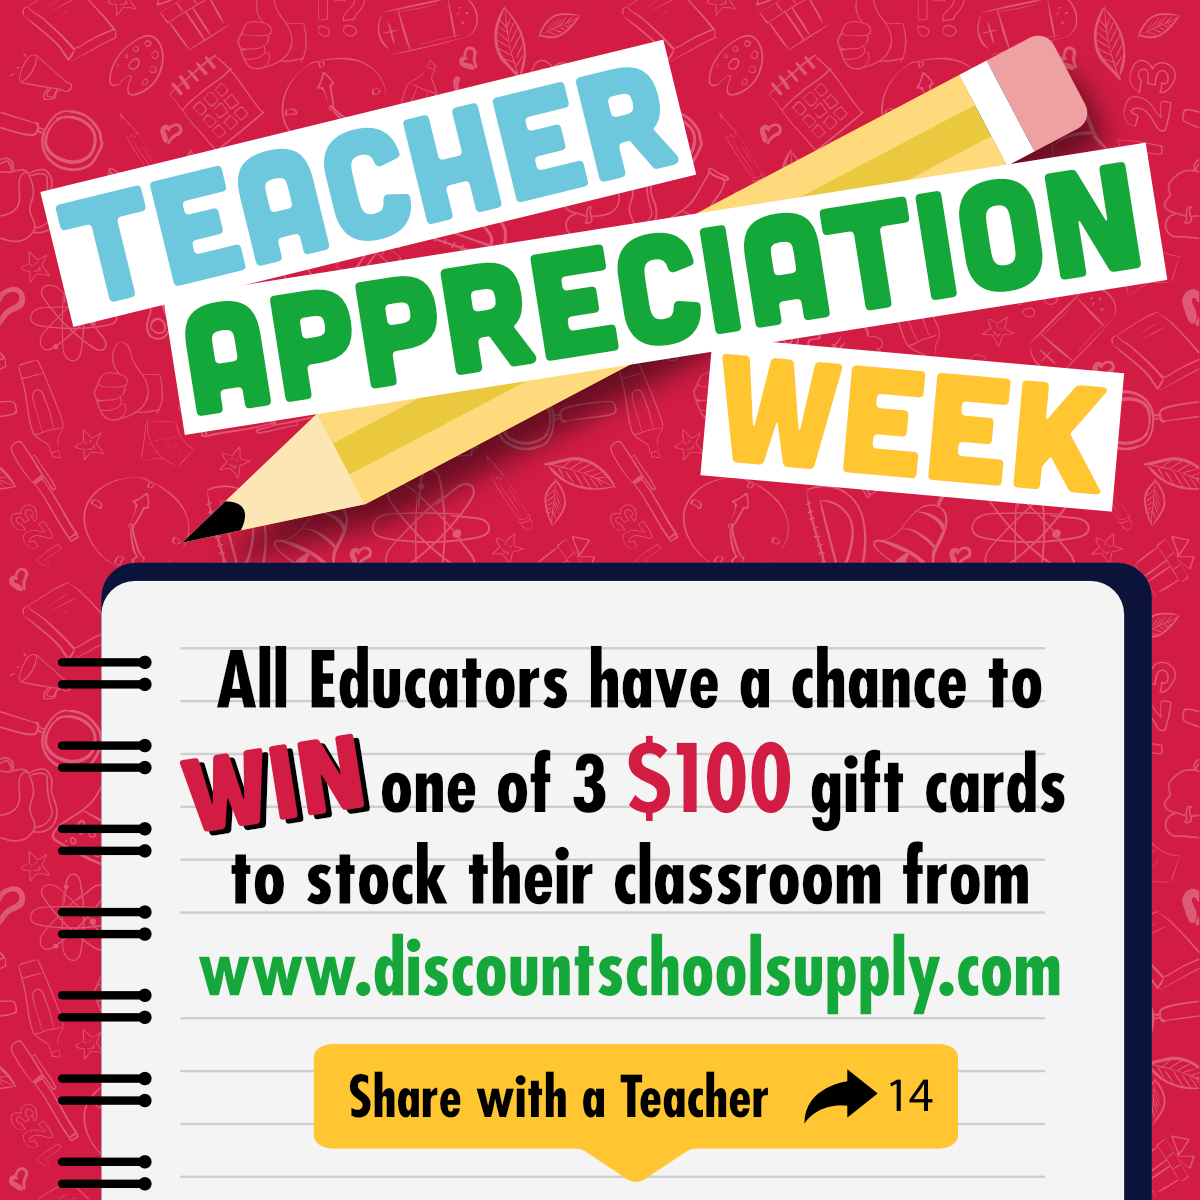 TEACHER
APPRECIATION
WEEK
All Educators have a chance to
WIN one of 3 $100 gift cards
to stock their classroom from
www.discountschoolsupply.com
Share with a Teacher 14